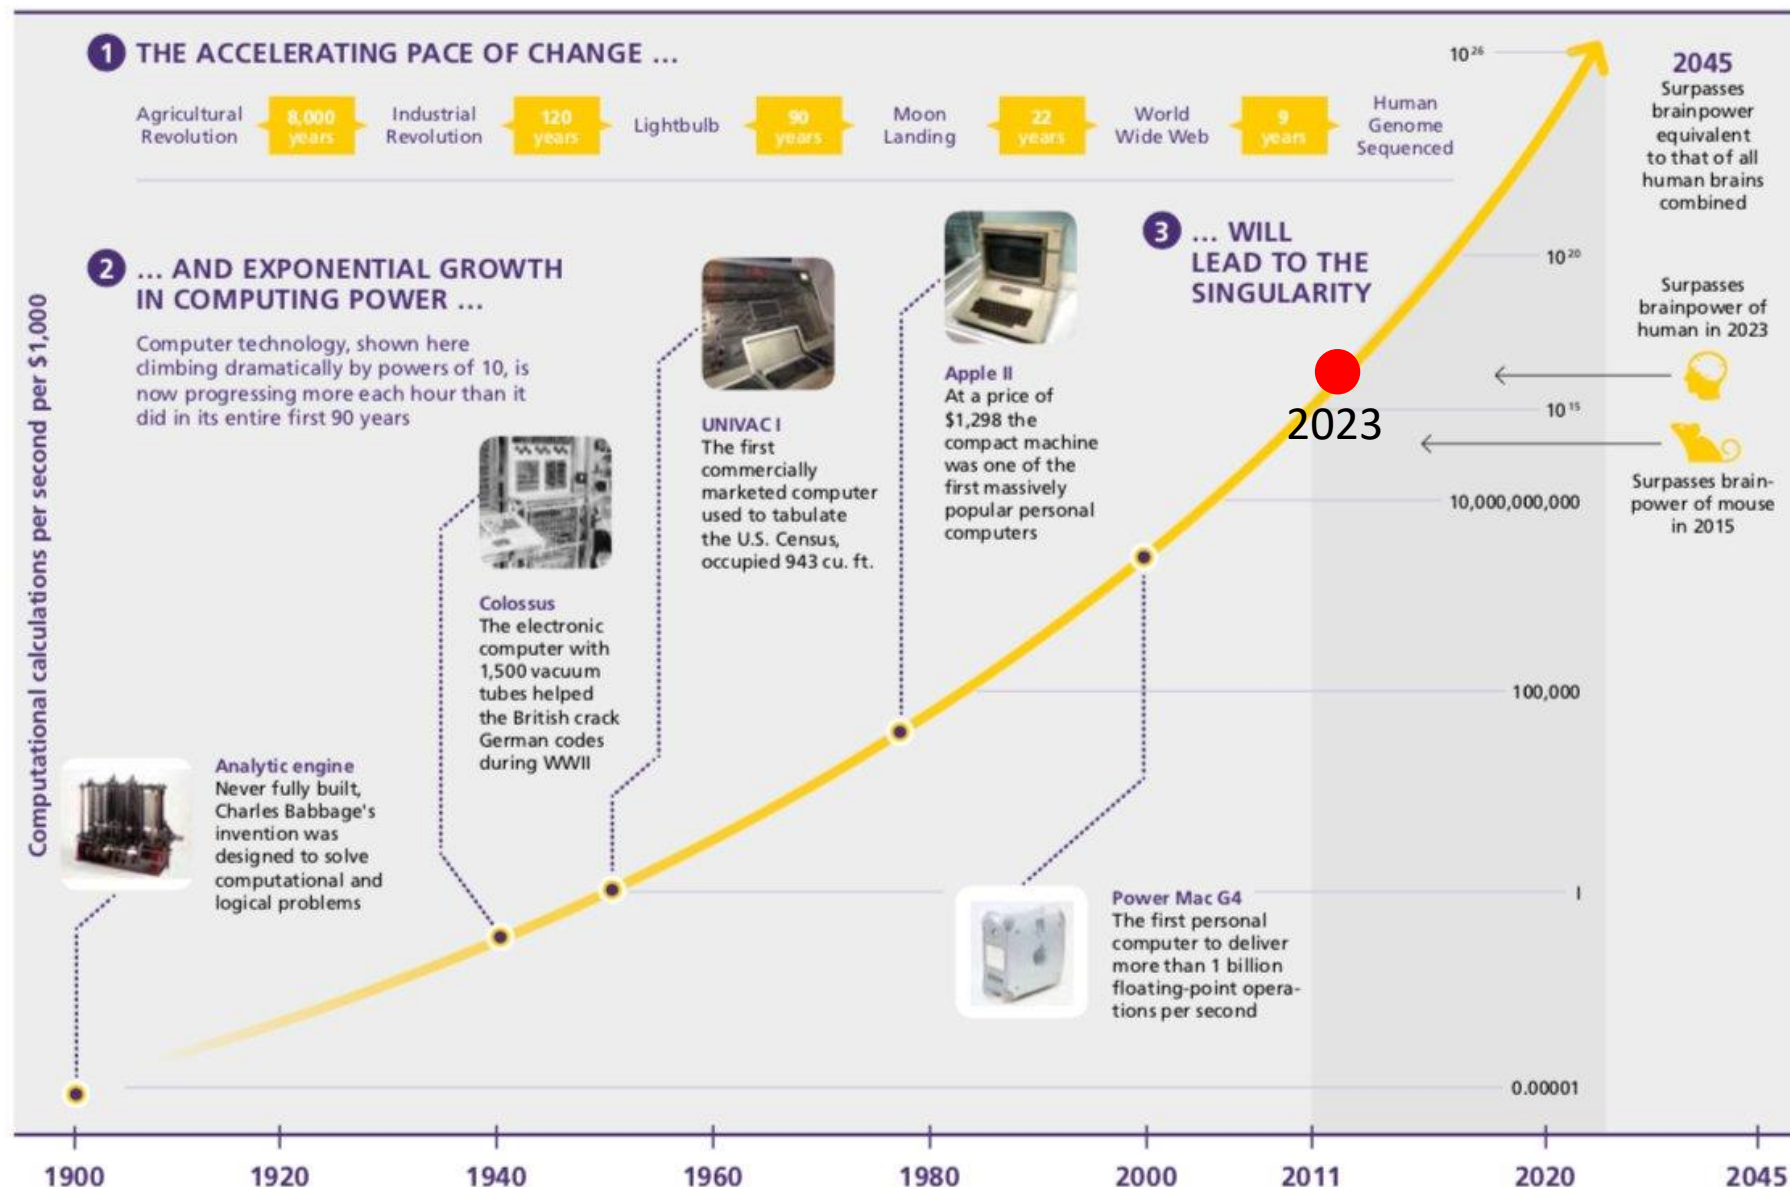 1 THE ACCELERATING PACE OF CHANGE ...
Agricultural
Revolution
8,000
years
Industrial
Revolution
120
years
Lightbulb
90
years
Moon
Landing
22
years
World
Wide Web
9
years
Human
Genome
Sequenced
2 ... AND EXPONENTIAL GROWTH
IN COMPUTING POWER ...
Computer technology, shown here
climbing dramatically by powers of 10, is
now progressing more each hour than it
did in its entire first 90 years
3 ... WILL
LEAD TO THE
SINGULARITY
Computational calculations per second per $1,000
Analytic engine
Never fully built,
Charles Babbage's
invention was
designed to solve
computational and
logical problems
Colossus
The electronic
computer with
1,500 vacuum
tubes helped
the British crack
German codes
during WWII
UNIVAC I
The first
commercially
marketed computer
used to tabulate
the U.S. Census,
occupied 943 cu. ft.
Apple II
At a price of
$1,298 the
compact machine
was one of the
first massively
popular personal
computers
Power Mac G4
The first personal
computer to deliver
more than 1 billion
floating-point opera-
tions per second
2023
10²⁶
10²⁰
10¹⁵
10,000,000,000
100,000
I
0.00001
2045
Surpasses
brainpower
equivalent
to that of all
human brains
combined
Surpasses
brainpower of
human in 2023
Surpasses brain-
power of mouse
in 2015
1900 1920 1940 1960 1980 2000 2011 2020 2045